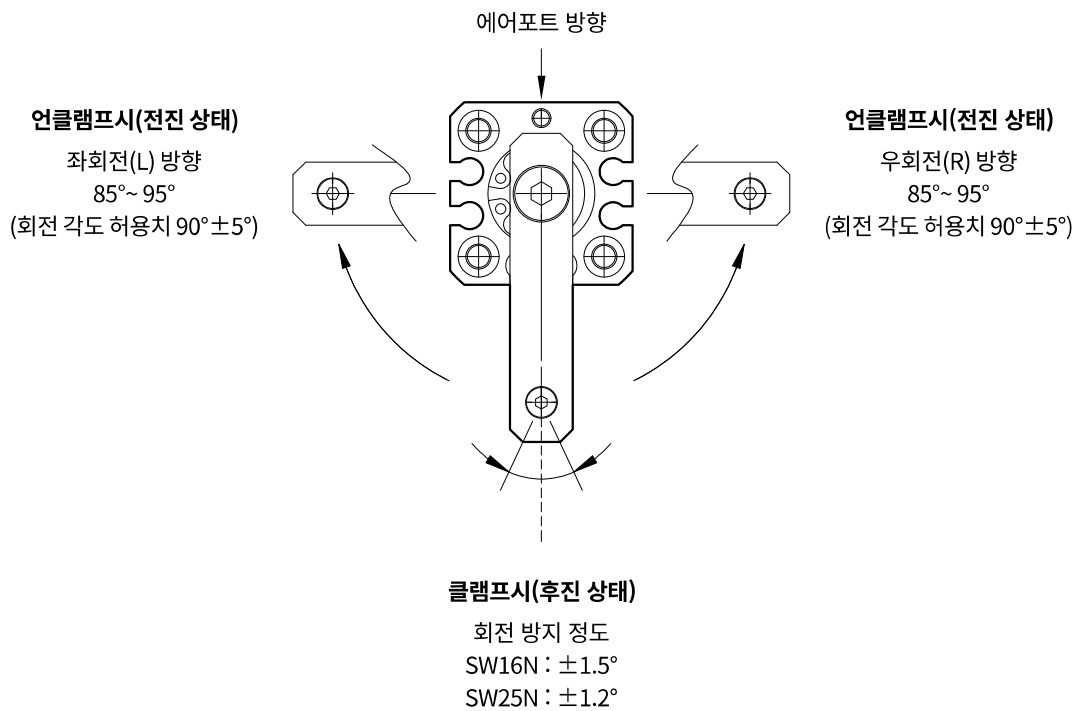 에어포트 방향
언클램프시(전진 상태)
좌회전(L) 방향
85°~ 95°
(회전 각도 허용치 90°±5°)
언클램프시(전진 상태)
우회전(R) 방향
85°~ 95°
(회전 각도 허용치 90°±5°)
클램프시(후진 상태)
회전 방지 정도
SW16N : ±1.5°
SW25N : ±1.2°